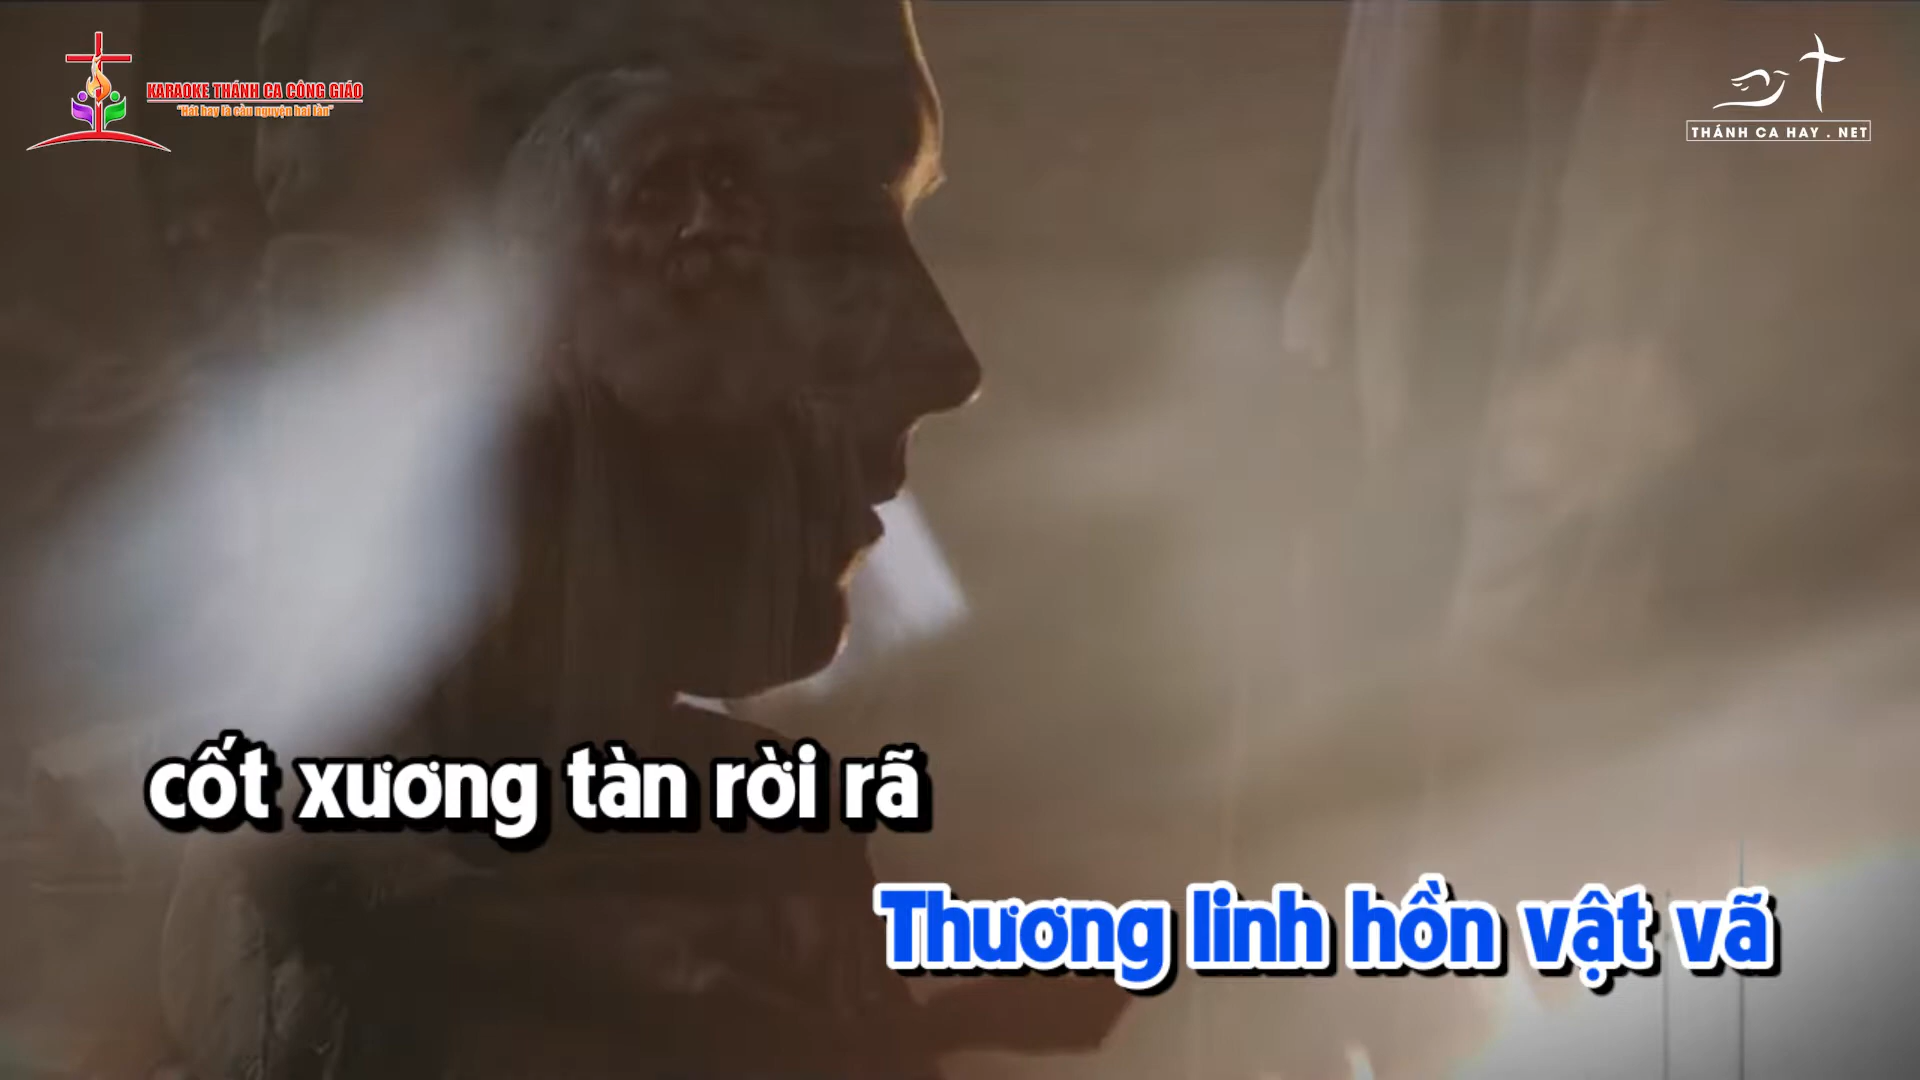 KARAOKE THÁNH CA CÔNG GIÁO
"Hát hay là cầu nguyện hai lần"
THÁNH CA HAY . NET
cốt xương tàn rời rã
Thương linh hồn vật vã